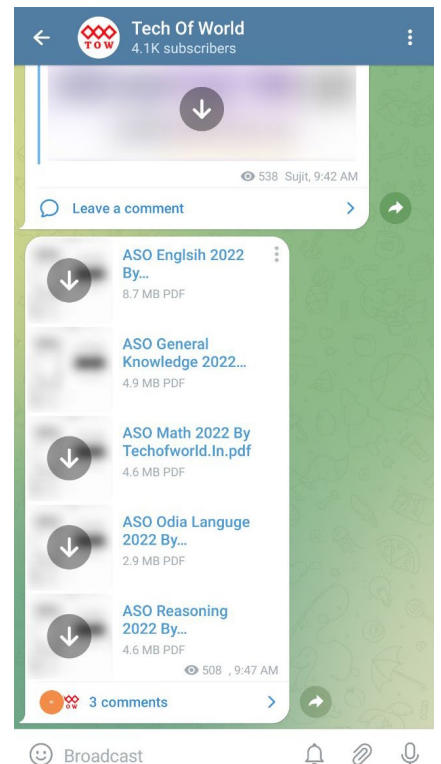 Tech Of World
TOW
4.1K subscribers
538 Sujit, 9:42 AM
Leave a comment
ASO Englsih 2022
By...
8.7 MB PDF
ASO General
Knowledge 2022...
4.9 MB PDF
ASO Math 2022 By
Techofworld.In.pdf
4.6 MB PDF
ASO Odia Languge
2022 By...
2.9 MB PDF
ASO Reasoning
2022 By...
4.6 MB PDF
508 , 9:47 AM
3 comments
Broadcast